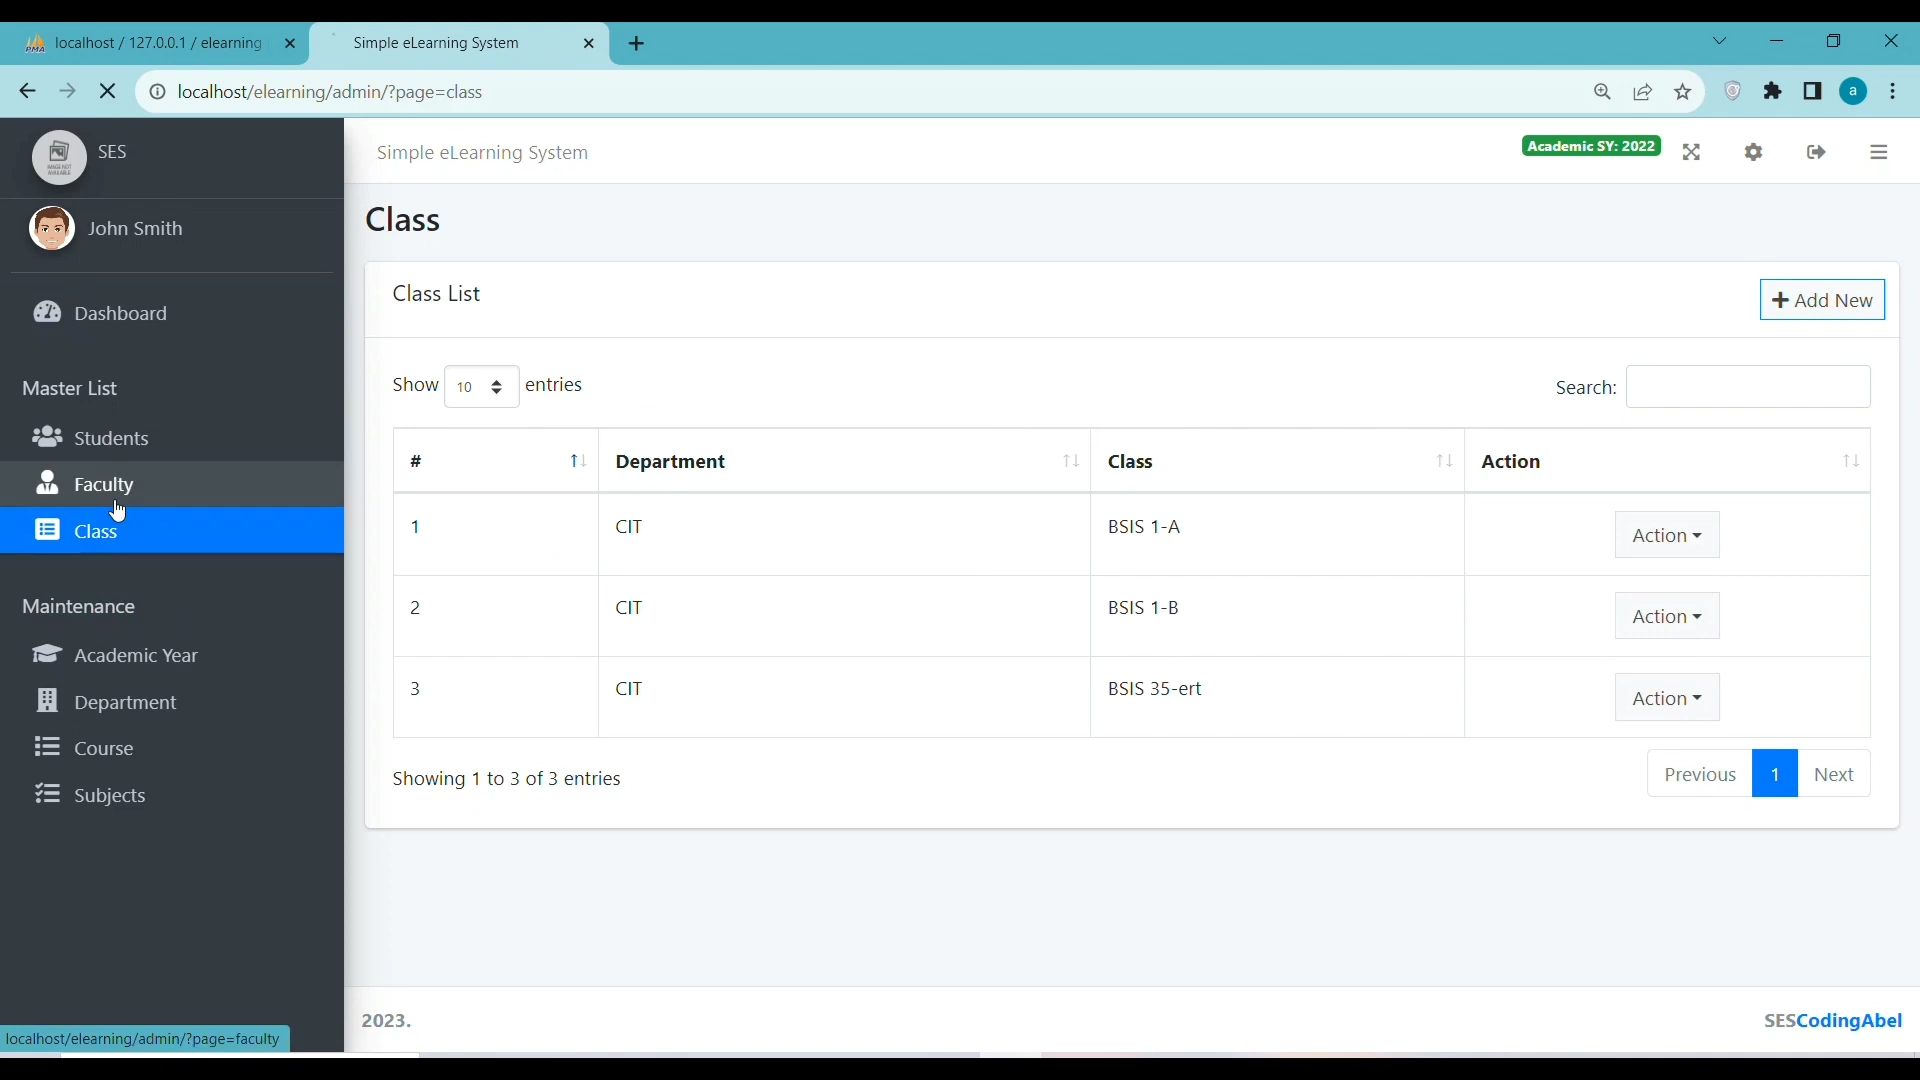 localhost / 127.0.0.1 / elearning
Simple eLearning System
localhost/elearning/admin/?page=class
a
SES
John Smith
Dashboard
Master List
Students
Faculty
Class
Maintenance
Academic Year
Department
Course
Subjects
localhost/elearning/admin/?page=faculty
Simple eLearning System
Academic SY: 2022
Class
Class List
Add New
Show 10 entries
Search:
# Department Class Action
1 CIT BSIS 1-A Action
2 CIT BSIS 1-B Action
3 CIT BSIS 35-ert Action
Showing 1 to 3 of 3 entries
Previous 1 Next
2023.
SESCodingAbel